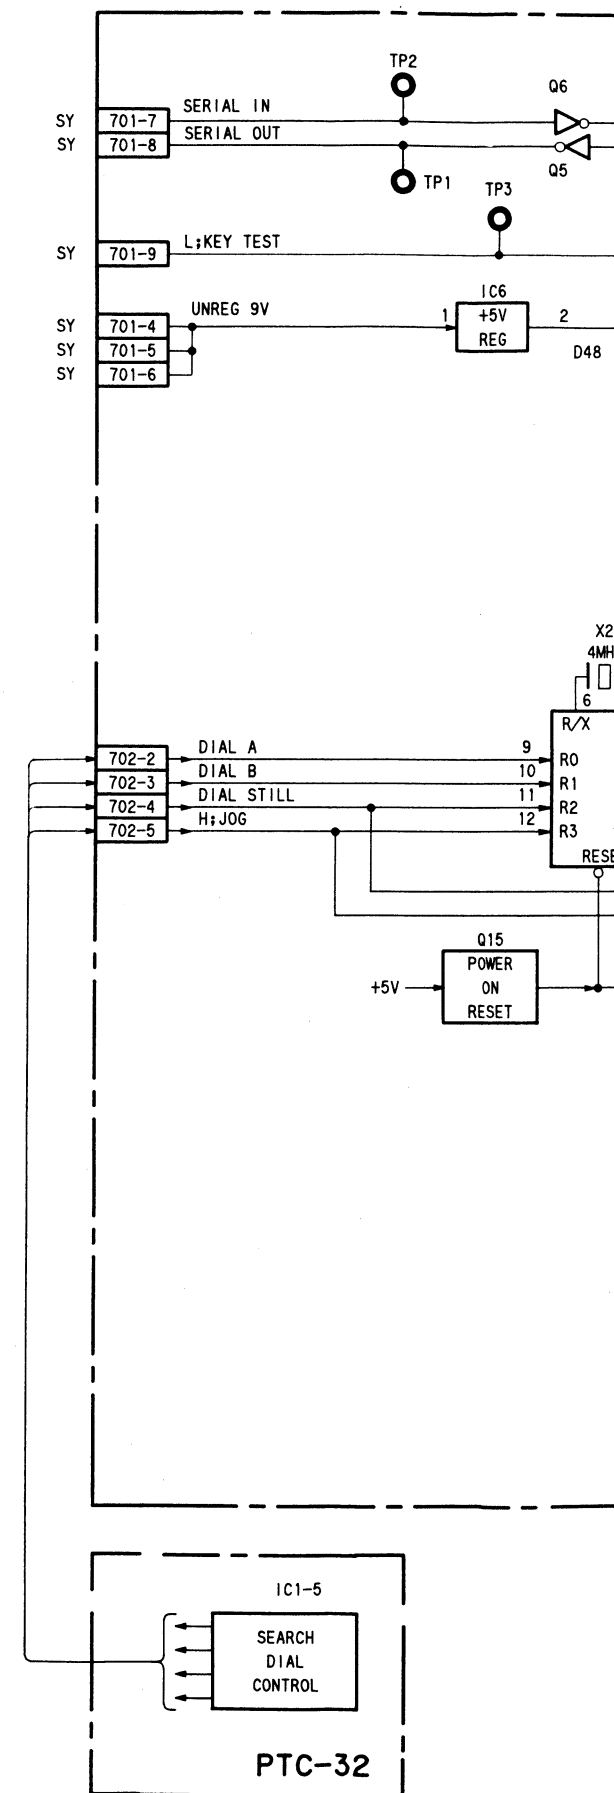 TP2
Q6
SERIAL IN
SY 701-7
SERIAL OUT
SY 701-8
Q5
TP1
TP3
L;KEY TEST
SY 701-9
IC6
UNREG 9V
SY 701-4 1 +5V 2
SY 701-5 REG D48
SY 701-6
X2
4MH
6
R/X
DIAL A 9
702-2 R0
DIAL B 10
702-3 R1
DIAL STILL 11
702-4 R2
H;JOG 12
702-5 R3
RESE
Q15
POWER
+5V ON
RESET
IC1-5
SEARCH
DIAL
CONTROL
PTC-32